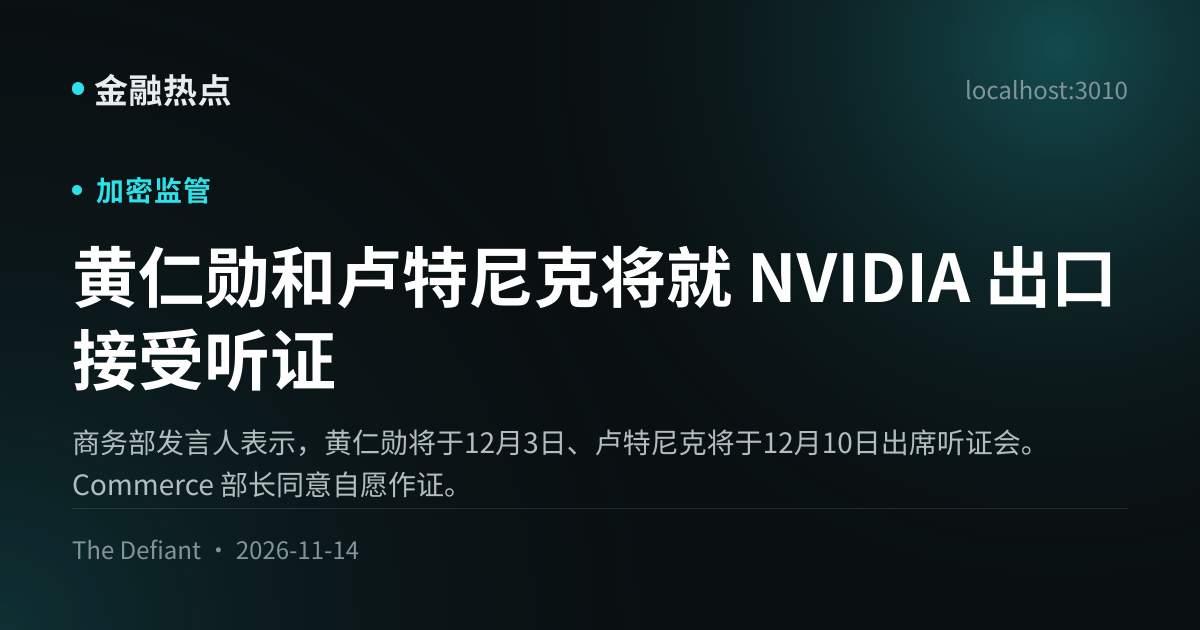 金融热点
localhost:3010
加密监管
黄仁勋和卢特尼克将就 NVIDIA 出口
接受听证
商务部发言人表示，黄仁勋将于12月3日、卢特尼克将于12月10日出席听证会。
Commerce 部长同意自愿作证。
The Defiant • 2026-11-14